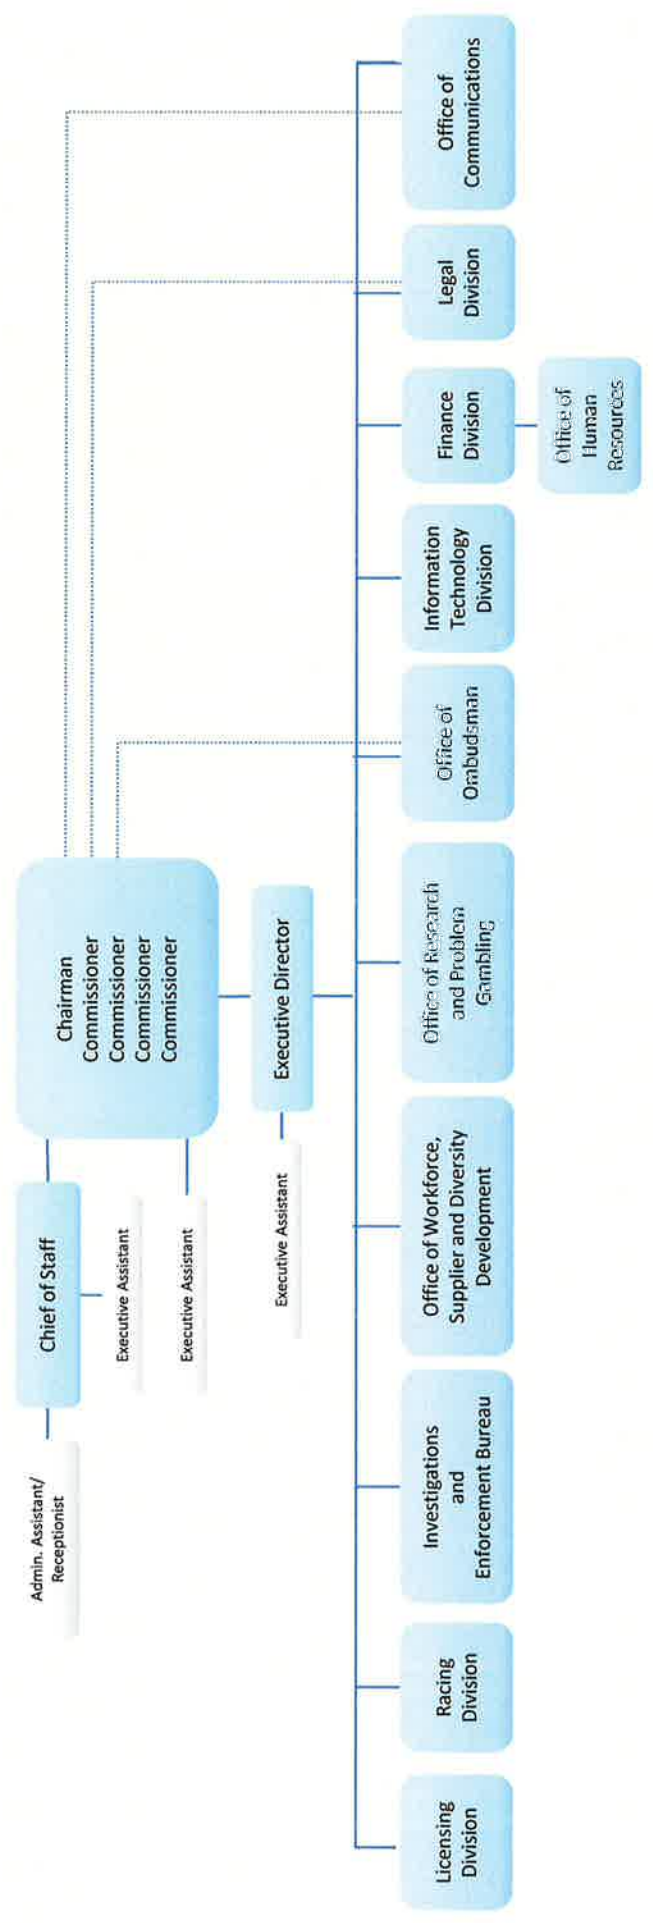 Chairman
Commissioner
Commissioner
Commissioner
Commissioner
Chief of Staff
Admin. Assistant/
Receptionist
Executive Assistant
Executive Assistant
Executive Director
Executive Assistant
Licensing
Division
Racing
Division
Investigations
and
Enforcement Bureau
Office of Workforce,
Supplier and Diversity
Development
Office of Research
and Problem
Gambling
Office of
Ombudsman
Information
Technology
Division
Finance
Division
Legal
Division
Office of
Communications
Office of
Human
Resources